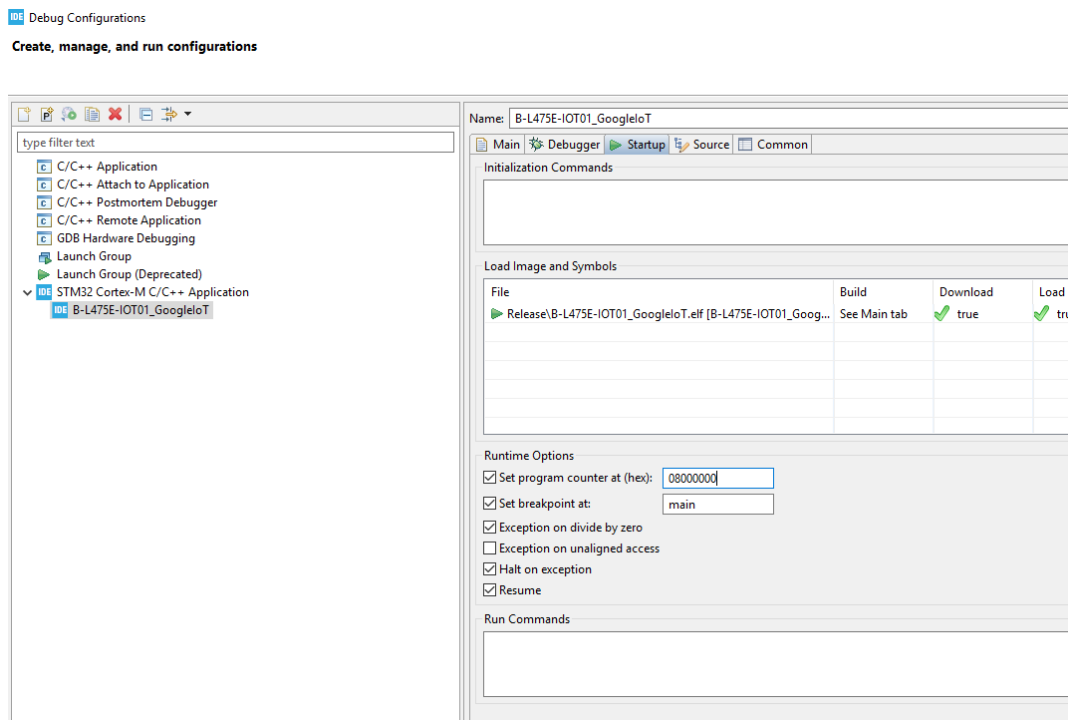 IDE Debug Configurations
Create, manage, and run configurations
type filter text
C/C++ Application
C/C++ Attach to Application
C/C++ Postmortem Debugger
C/C++ Remote Application
GDB Hardware Debugging
Launch Group
Launch Group (Deprecated)
IDE STM32 Cortex-M C/C++ Application
IDE B-L475E-IOT01_GoogleIoT
Name: B-L475E-IOT01_GoogleIoT
Main Debugger Startup Source Common
Initialization Commands
Load Image and Symbols
File Build Download Load
Release\B-L475E-IOT01_GoogleIoT.elf [B-L475E-IOT01_Goog... See Main tab true tru
Runtime Options
Set program counter at (hex): 08000000
Set breakpoint at: main
Exception on divide by zero
Exception on unaligned access
Halt on exception
Resume
Run Commands